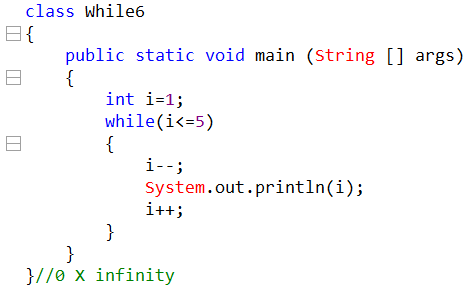 class While6
{
public static void main (String [] args)
{
int i=1;
while(i<=5)
{
i--;
System.out.println(i);
i++;
}
}
}//0 X infinity